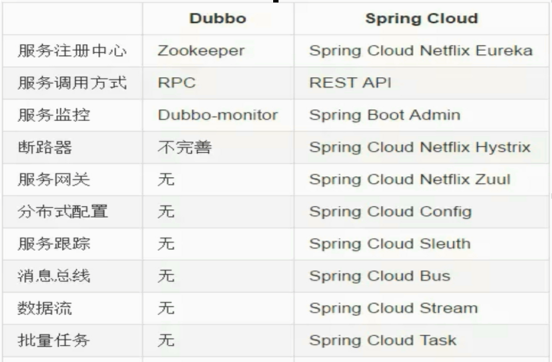 Dubbo Spring Cloud
服务注册中心 Zookeeper Spring Cloud Netflix Eureka
服务调用方式 RPC REST API
服务监控 Dubbo-monitor Spring Boot Admin
断路器 不完善 Spring Cloud Netflix Hystrix
服务网关 无 Spring Cloud Netflix Zuul
分布式配置 无 Spring Cloud Config
服务跟踪 无 Spring Cloud Sleuth
消息总线 无 Spring Cloud Bus
数据流 无 Spring Cloud Stream
批量任务 无 Spring Cloud Task